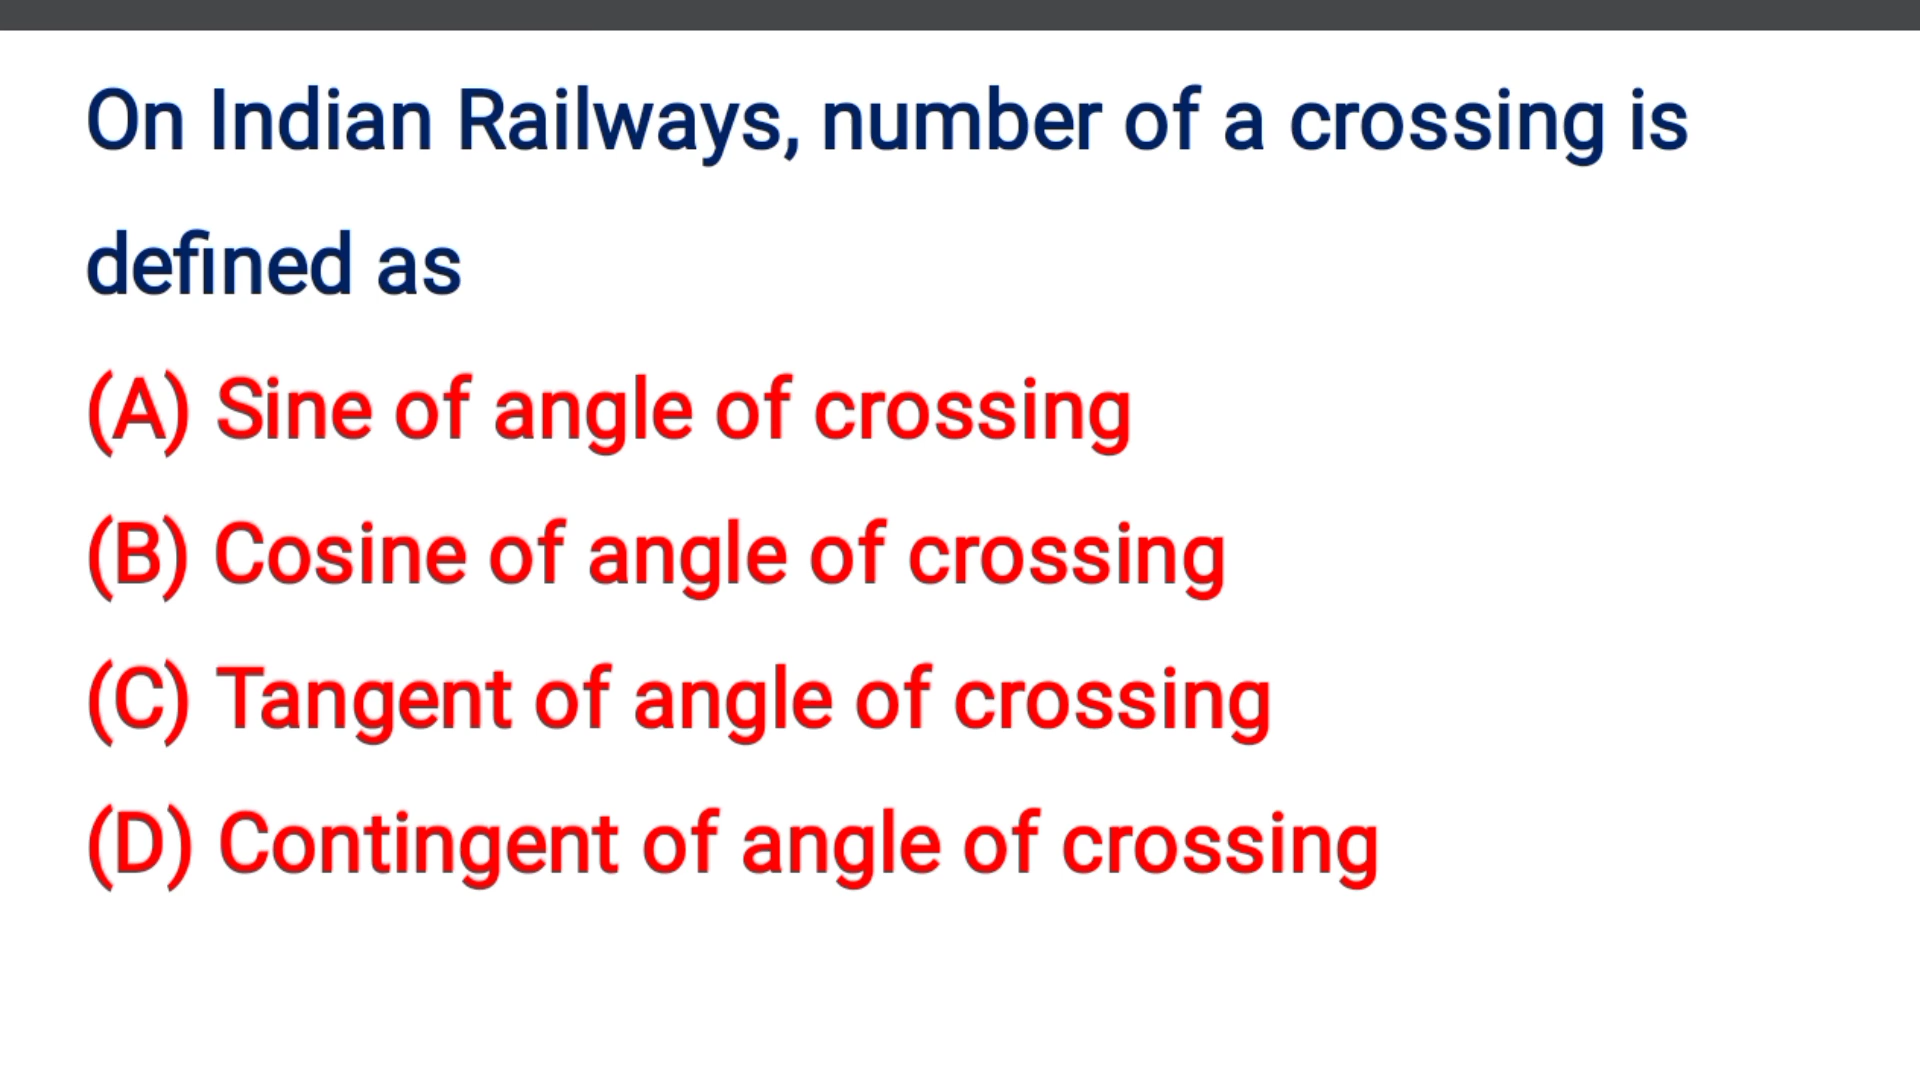 On Indian Railways, number of a crossing is
defined as
(A) Sine of angle of crossing
(B) Cosine of angle of crossing
(C) Tangent of angle of crossing
(D) Contingent of angle of crossing